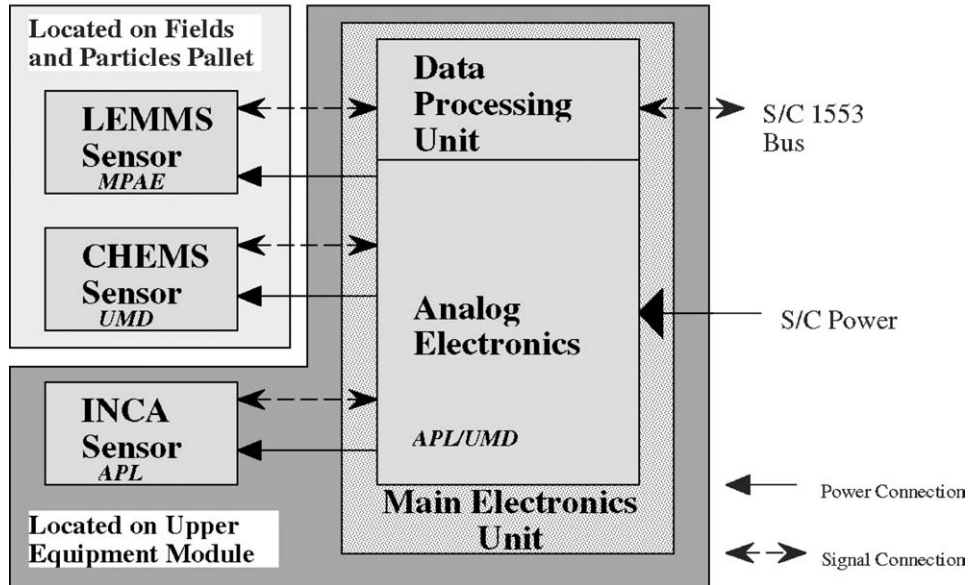 Located on Fields
and Particles Pallet
LEMMS
Sensor
MPAE
CHEMS
Sensor
UMD
INCA
Sensor
APL
Located on Upper
Equipment Module
Data
Processing
Unit
Analog
Electronics
APL/UMD
Main Electronics
Unit
S/C 1553
Bus
S/C Power
Power Connection
Signal Connection